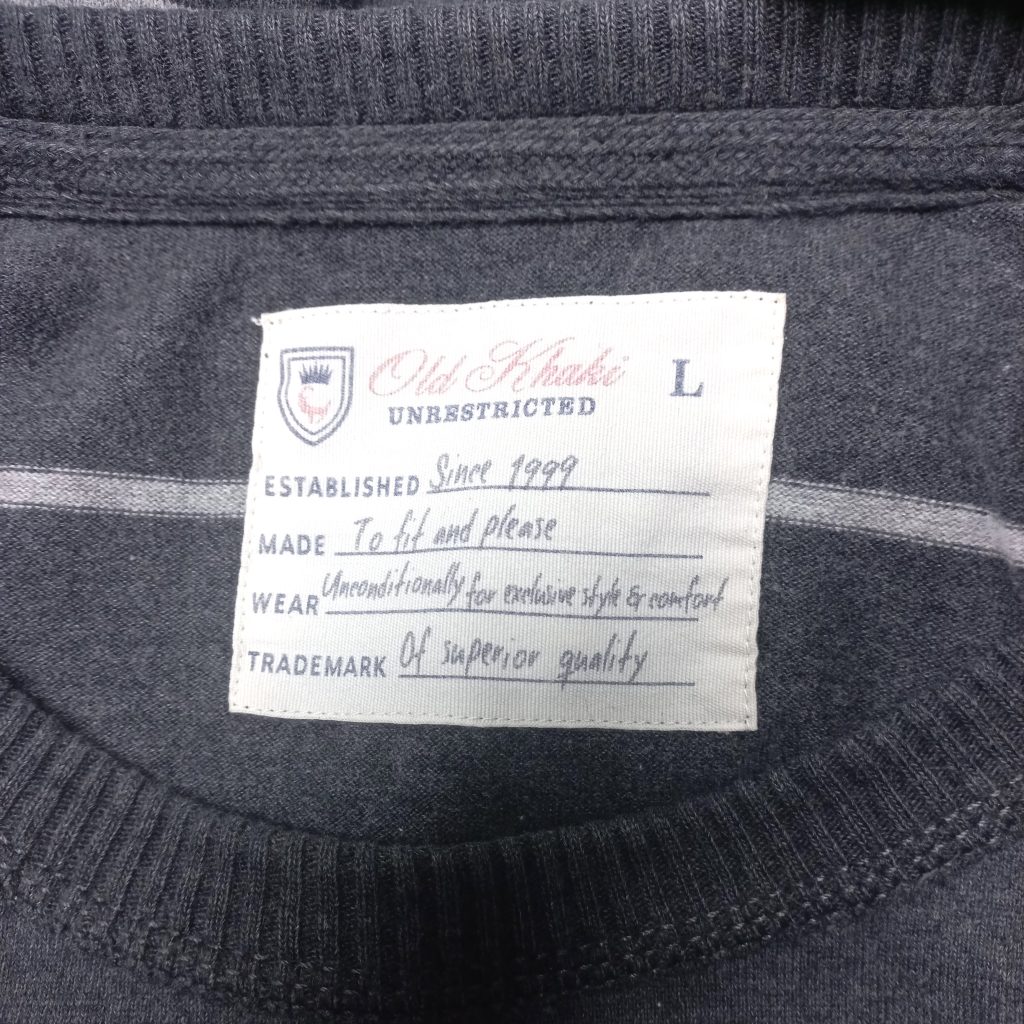 Old Khaki L
UNRESTRICTED
ESTABLISHED Since 1999
MADE To fit and please
WEAR Unconditionally for exclusive style & comfort
TRADEMARK Of superior quality